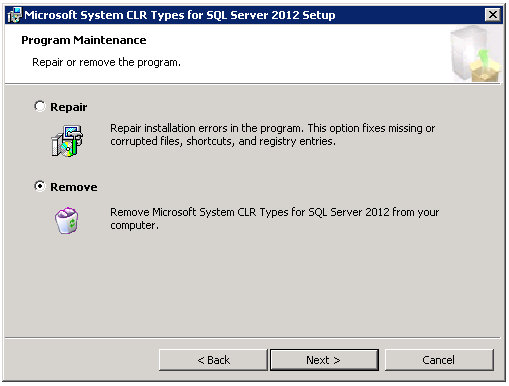 Microsoft System CLR Types for SQL Server 2012 Setup
Program Maintenance
Repair or remove the program.
Repair
Repair installation errors in the program. This option fixes missing or
corrupted files, shortcuts, and registry entries.
Remove
Remove Microsoft System CLR Types for SQL Server 2012 from your
computer.
< Back
Next >
Cancel